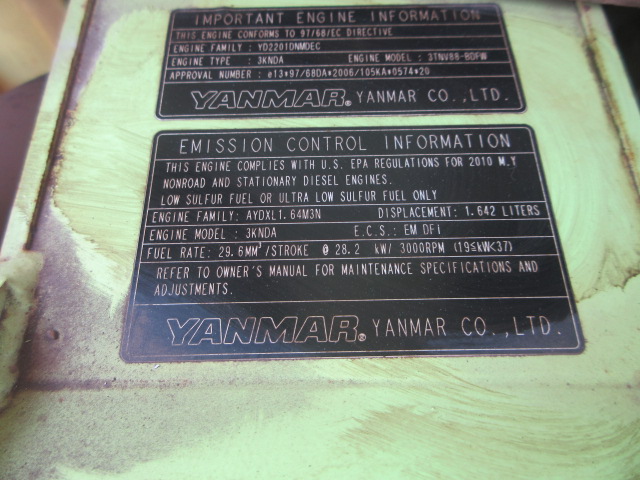 IMPORTANT ENGINE INFORMATION
THIS ENGINE CONFORMS TO 97/68/EC DIRECTIVE
ENGINE FAMILY : YD2201DNMDEC
ENGINE TYPE : 3KNDA ENGINE MODEL : 3TNV88-BDFW
APPROVAL NUMBER : e13*97/68DA*2006/105KA*0574*20
YANMAR® YANMAR CO.,LTD.
EMISSION CONTROL INFORMATION
THIS ENGINE COMPLIES WITH U.S. EPA REGULATIONS FOR 2010 M.Y
NONROAD AND STATIONARY DIESEL ENGINES.
LOW SULFUR FUEL OR ULTRA LOW SULFUR FUEL ONLY
ENGINE FAMILY: AYDXL1.64M3N DISPLACEMENT: 1.642 LITERS
ENGINE MODEL : 3KNDA E.C.S.: EM DFI
FUEL RATE: 29.6MM³/STROKE @ 28.2 kW/ 3000RPM (19≤kW<37)
REFER TO OWNER'S MANUAL FOR MAINTENANCE SPECIFICATIONS AND
ADJUSTMENTS.
YANMAR® YANMAR CO.,LTD.